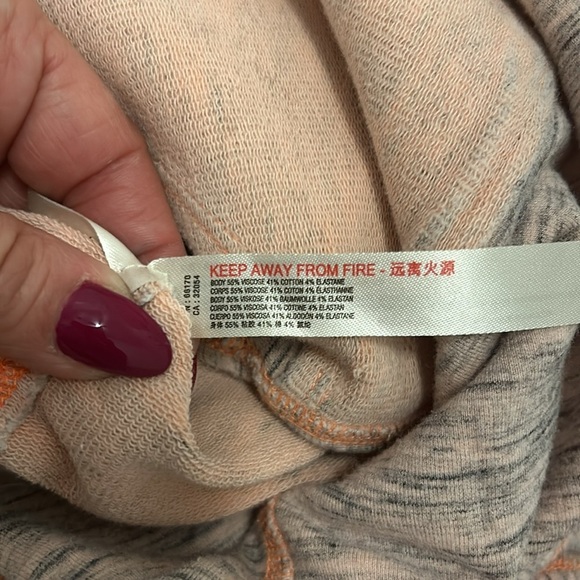 KEEP AWAY FROM FIRE - 远离火源
BODY 55% VISCOSE 41% COTTON 4% ELASTANE
CORPS 55% VISCOSE 41% COTON 4% ELASTHANNE
BODY 55% VISKOSE 41% BAUMWOLLE 4% ELASTAN
CORPO 55% VISCOSA 41% COTONE 4% ELASTAN
CUERPO 55% VISCOSA 41% ALGODÓN 4% ELASTANE
身体 55% 粘胶 41% 棉 4% 氨纶
: 66170
CA : 32054